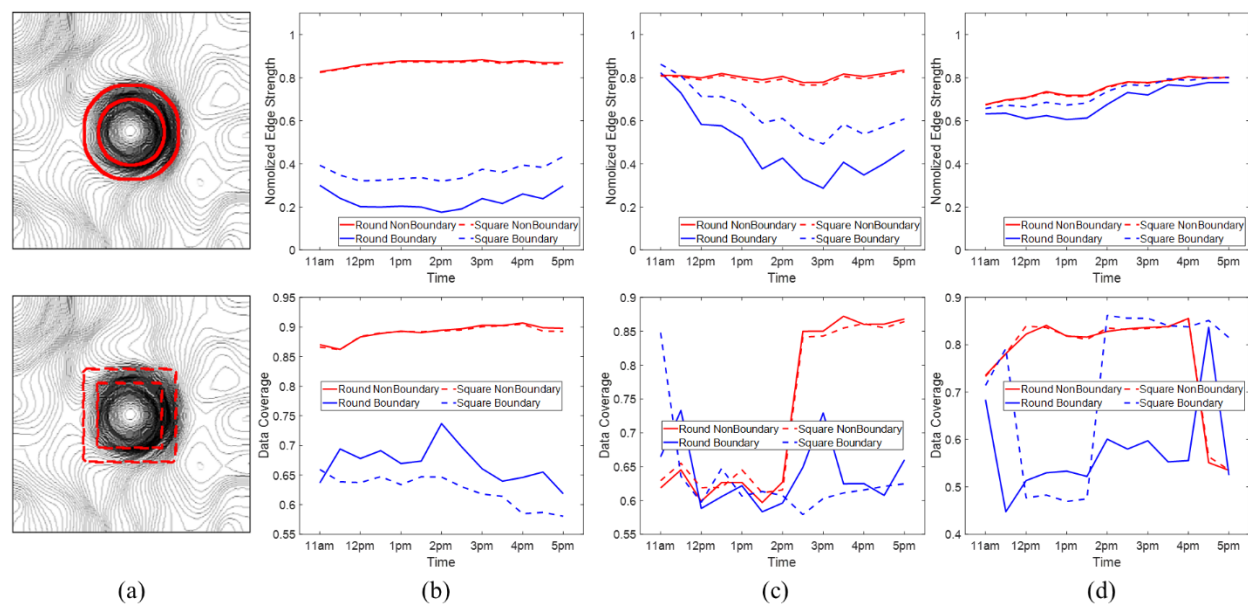 1
0.8
0.6
0.4
0.2
0
Nomolized Edge Strength
Round NonBoundary
Square NonBoundary
Round Boundary
Square Boundary
11am 12pm 1pm 2pm 3pm 4pm 5pm
Time
1
0.8
0.6
0.4
0.2
0
Nomolized Edge Strength
Round NonBoundary
Square NonBoundary
Round Boundary
Square Boundary
11am 12pm 1pm 2pm 3pm 4pm 5pm
Time
1
0.8
0.6
0.4
0.2
0
Nomolized Edge Strength
Round NonBoundary
Square NonBoundary
Round Boundary
Square Boundary
11am 12pm 1pm 2pm 3pm 4pm 5pm
Time
0.95
0.9
0.85
0.8
0.75
0.7
0.65
0.6
0.55
Data Coverage
Round NonBoundary
Square NonBoundary
Round Boundary
Square Boundary
11am 12pm 1pm 2pm 3pm 4pm 5pm
Time
0.9
0.85
0.8
0.75
0.7
0.65
0.6
0.55
Data Coverage
Round NonBoundary
Square NonBoundary
Round Boundary
Square Boundary
11am 12pm 1pm 2pm 3pm 4pm 5pm
Time
0.9
0.8
0.7
0.6
0.5
0.4
Data Coverage
Round NonBoundary
Square NonBoundary
Round Boundary
Square Boundary
11am 12pm 1pm 2pm 3pm 4pm 5pm
Time
(a) (b) (c) (d)